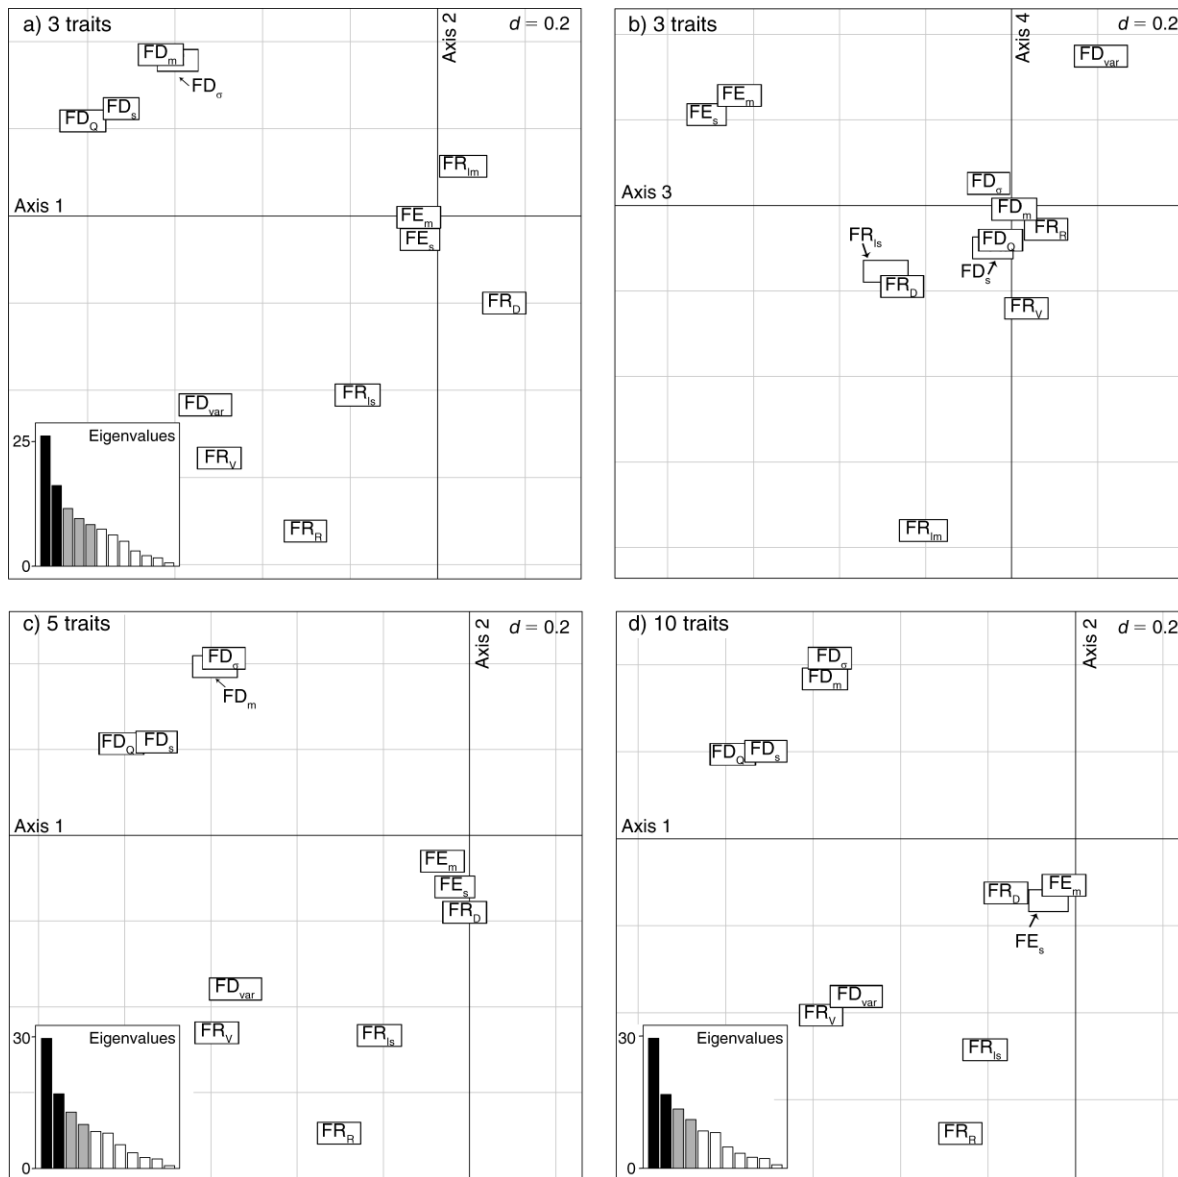 a) 3 traits
Axis 2
d = 0.2
FDm
FDσ
FDQ
FDs
FRlm
Axis 1
FEm
FEs
FRD
FRls
FDvar
FRV
FRR
25
Eigenvalues
0
b) 3 traits
Axis 4
d = 0.2
FDvar
FEm
FEs
Axis 3
FDσ
FDm
FRR
FRls
FDQ
FDs
FRD
FRV
FRlm
c) 5 traits
Axis 2
d = 0.2
FDσ
FDm
FDQ
FDs
Axis 1
FEm
FEs
FRD
FDvar
FRV
FRls
FRR
30
Eigenvalues
0
d) 10 traits
Axis 2
d = 0.2
FDσ
FDm
FDQ
FDs
Axis 1
FRD
FEm
FEs
FRV
FDvar
FRls
FRR
30
Eigenvalues
0